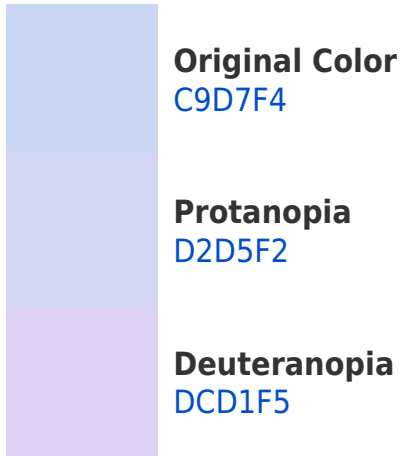 Original Color
C9D7F4
Protanopia
D2D5F2
Deuteranopia
DCD1F5